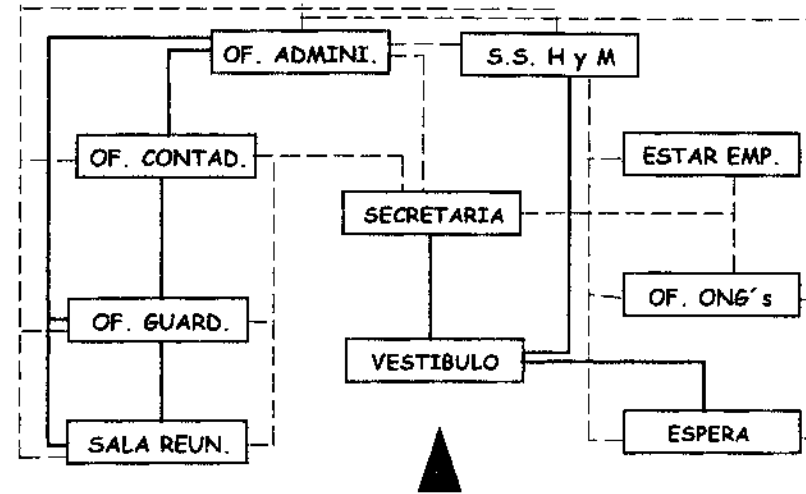 OF. ADMINI.
S.S. H y M
OF. CONTAD.
ESTAR EMP.
SECRETARIA
OF. GUARD.
OF. ONG´s
VESTIBULO
SALA REUN.
ESPERA